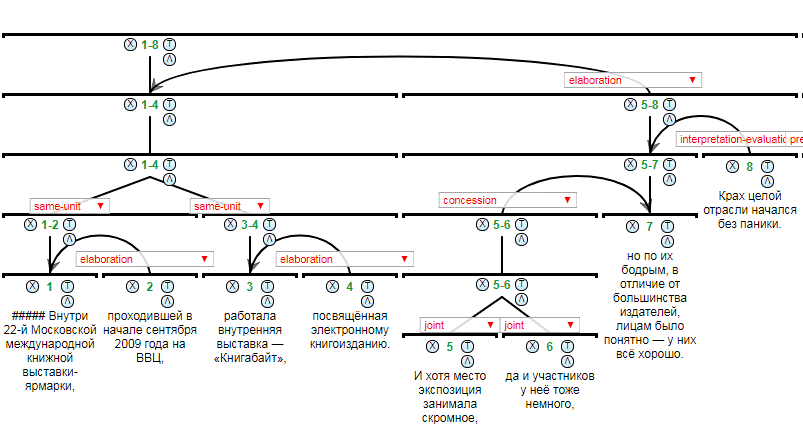 X 1-8 T
Λ
elaboration ▼
X 1-4 T
Λ
X 5-8 T
Λ
interpretation-evaluatic
pre
X 1-4 T
Λ
X 5-7 T
Λ
X 8 T
Λ
Крах целой
отрасли начался
без паники.
same-unit ▼
same-unit ▼
concession ▼
X 1-2 T
Λ
X 3-4 T
Λ
X 5-6 T
Λ
X 7 T
Λ
но по их
бодрым, в
отличие от
большинства
издателей,
лицам было
понятно — у них
всё хорошо.
elaboration ▼
elaboration ▼
X 1 T
Λ
##### Внутри
22-й Московской
международной
книжной
выставки-
ярмарки,
X 2 T
Λ
проходившей в
начале сентября
2009 года на
ВВЦ,
X 3 T
Λ
работала
внутренняя
выставка —
«Книгабайт»,
X 4 T
Λ
посвящённая
электронному
книгоизданию.
X 5-6 T
Λ
joint ▼
joint ▼
X 5 T
Λ
И хотя место
экспозиция
занимала
скромное,
X 6 T
Λ
да и участников
у неё тоже
немного,